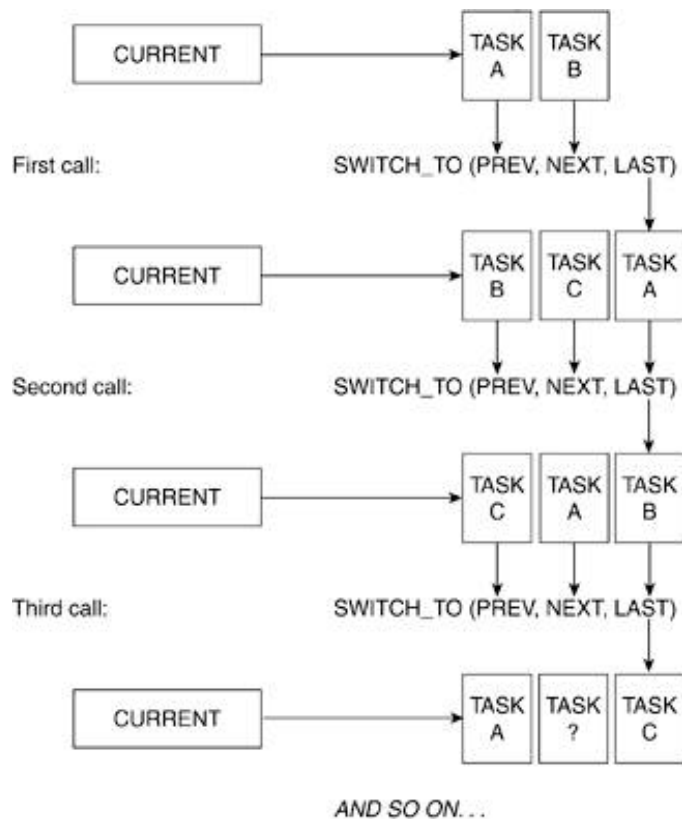 CURRENT
TASK A
TASK B
First call:
SWITCH_TO (PREV, NEXT, LAST)
CURRENT
TASK B
TASK C
TASK A
Second call:
SWITCH_TO (PREV, NEXT, LAST)
CURRENT
TASK C
TASK A
TASK B
Third call:
SWITCH_TO (PREV, NEXT, LAST)
CURRENT
TASK A
TASK ?
TASK C
AND SO ON. . .